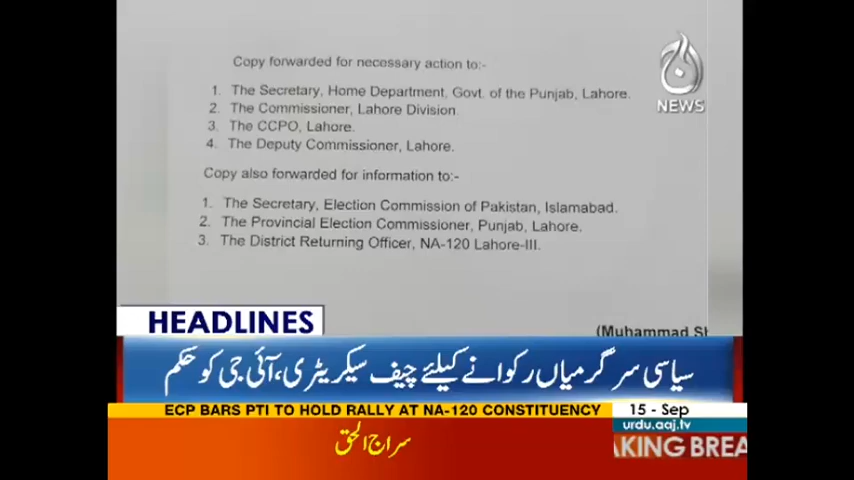 Copy forwarded for necessary action to:-
1. The Secretary, Home Department, Govt. of the Punjab, Lahore.
2. The Commissioner, Lahore Division.
3. The CCPO, Lahore.
4. The Deputy Commissioner, Lahore.
Copy also forwarded for information to:-
1. The Secretary, Election Commission of Pakistan, Islamabad.
2. The Provincial Election Commissioner, Punjab, Lahore.
3. The District Returning Officer, NA-120 Lahore-III.
(Muhammad Sh
NEWS
HEADLINES
سیاسی سرگرمیاں رکوانے کیلئے چیف سیکریٹری، آئی جی کو حکم
ECP BARS PTI TO HOLD RALLY AT NA-120 CONSTITUENCY
15 - Sep
urdu.aaj.tv
سراج الحق
AKING BREA